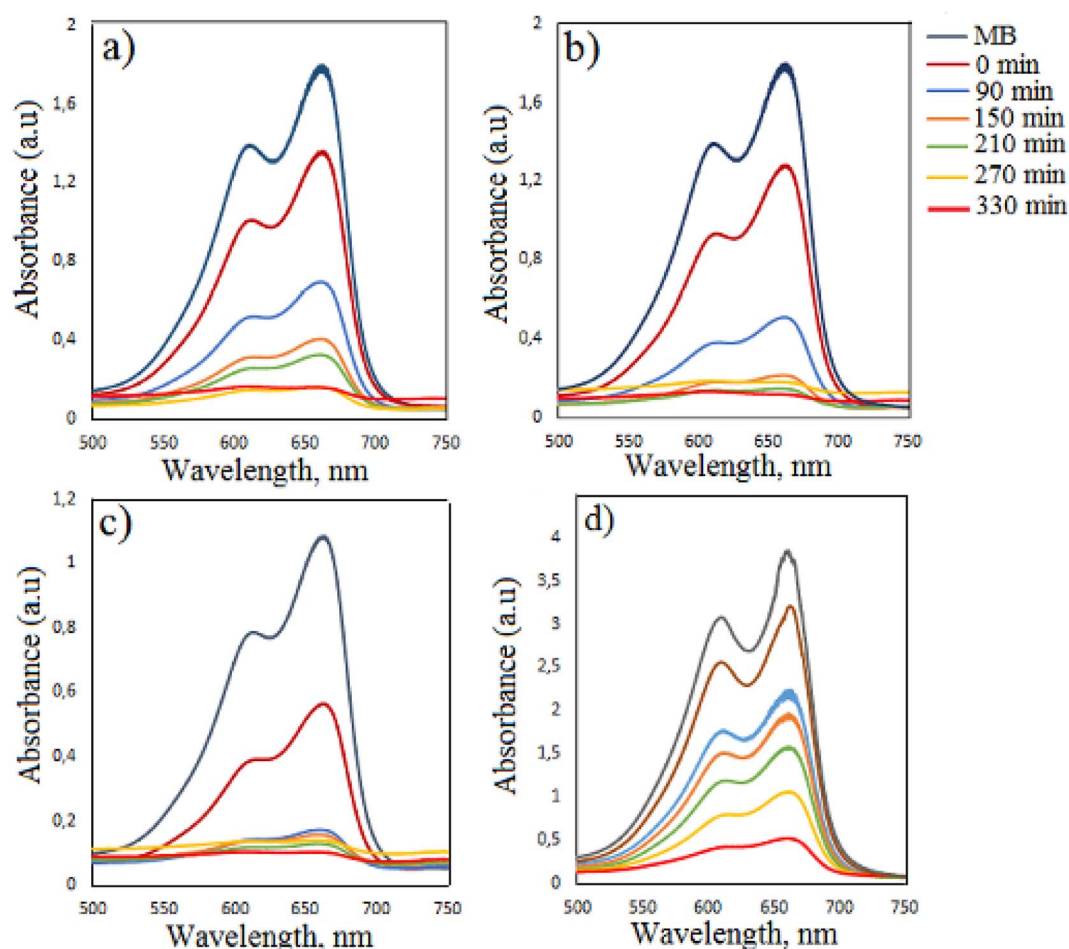 a)
2
1,6
1,2
0,8
0,4
0
Absorbance (a.u)
500 550 600 650 700 750
Wavelength, nm
b)
2
1,6
1,2
0,8
0,4
0
Absorbance (a.u)
500 550 600 650 700 750
Wavelength, nm
MB
0 min
90 min
150 min
210 min
270 min
330 min
c)
1,2
1
0,8
0,6
0,4
0,2
0
Absorbance (a.u)
500 550 600 650 700 750
Wavelength, nm
d)
4
3,5
3
2,5
2
1,5
1
0,5
0
Absorbance (a.u)
500 550 600 650 700 750
Wavelength, nm